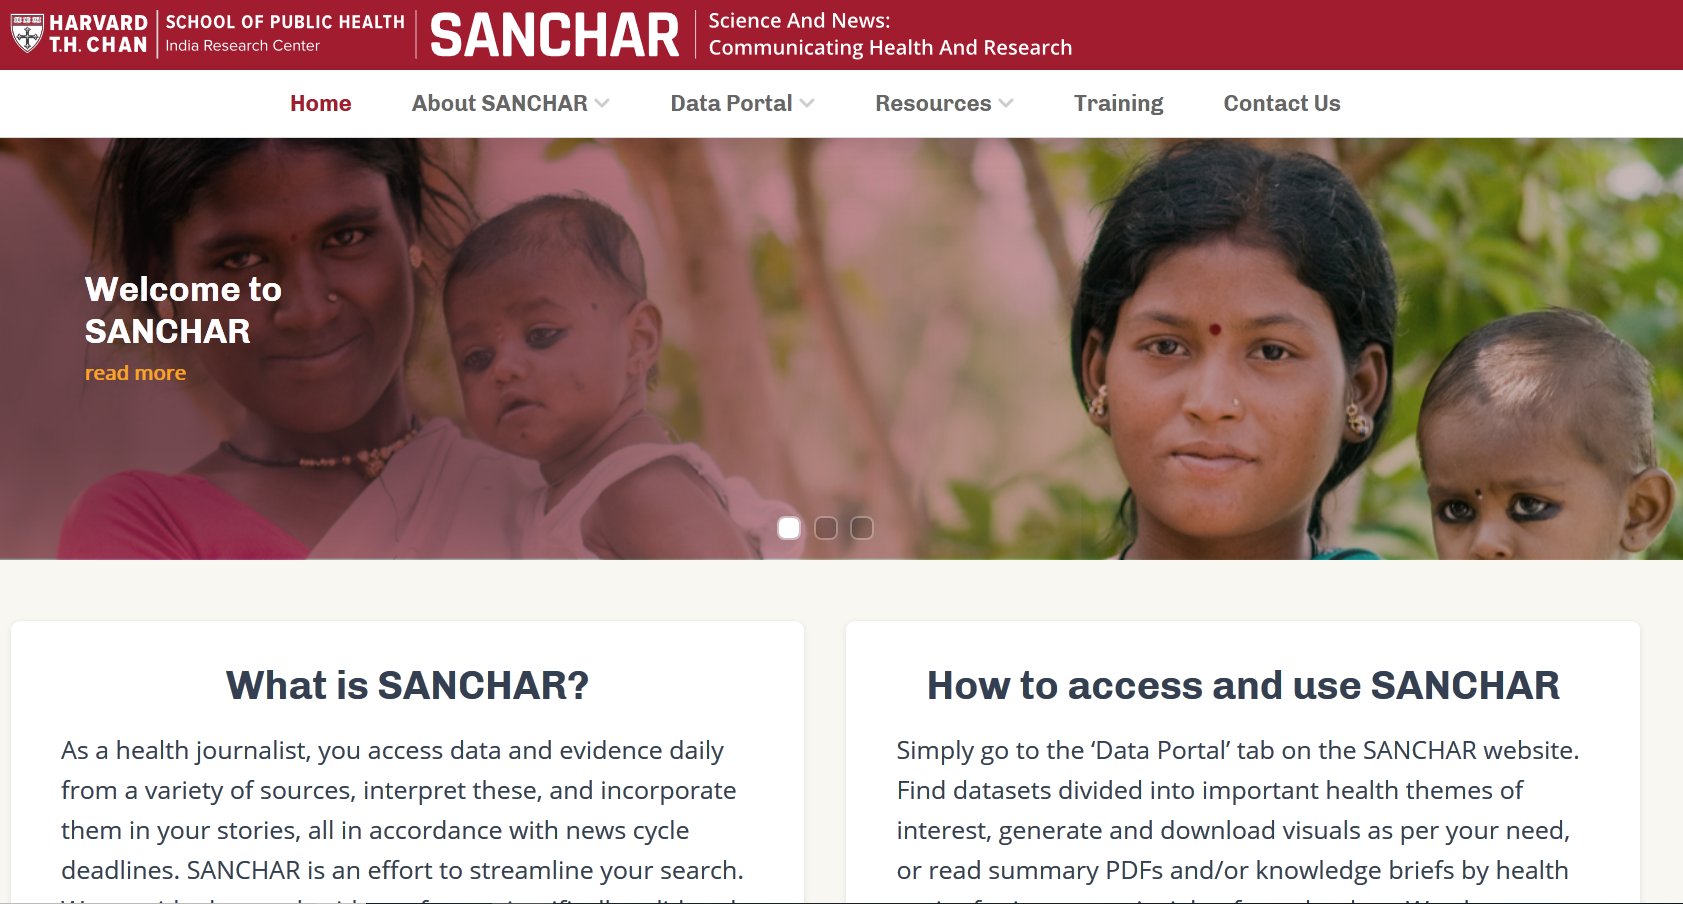 HARVARD
T.H. CHAN
SCHOOL OF PUBLIC HEALTH
India Research Center
SANCHAR
Science And News:
Communicating Health And Research
Home
About SANCHAR
Data Portal
Resources
Training
Contact Us
Welcome to
SANCHAR
read more
What is SANCHAR?
As a health journalist, you access data and evidence daily
from a variety of sources, interpret these, and incorporate
them in your stories, all in accordance with news cycle
deadlines. SANCHAR is an effort to streamline your search.
How to access and use SANCHAR
Simply go to the ‘Data Portal’ tab on the SANCHAR website.
Find datasets divided into important health themes of
interest, generate and download visuals as per your need,
or read summary PDFs and/or knowledge briefs by health